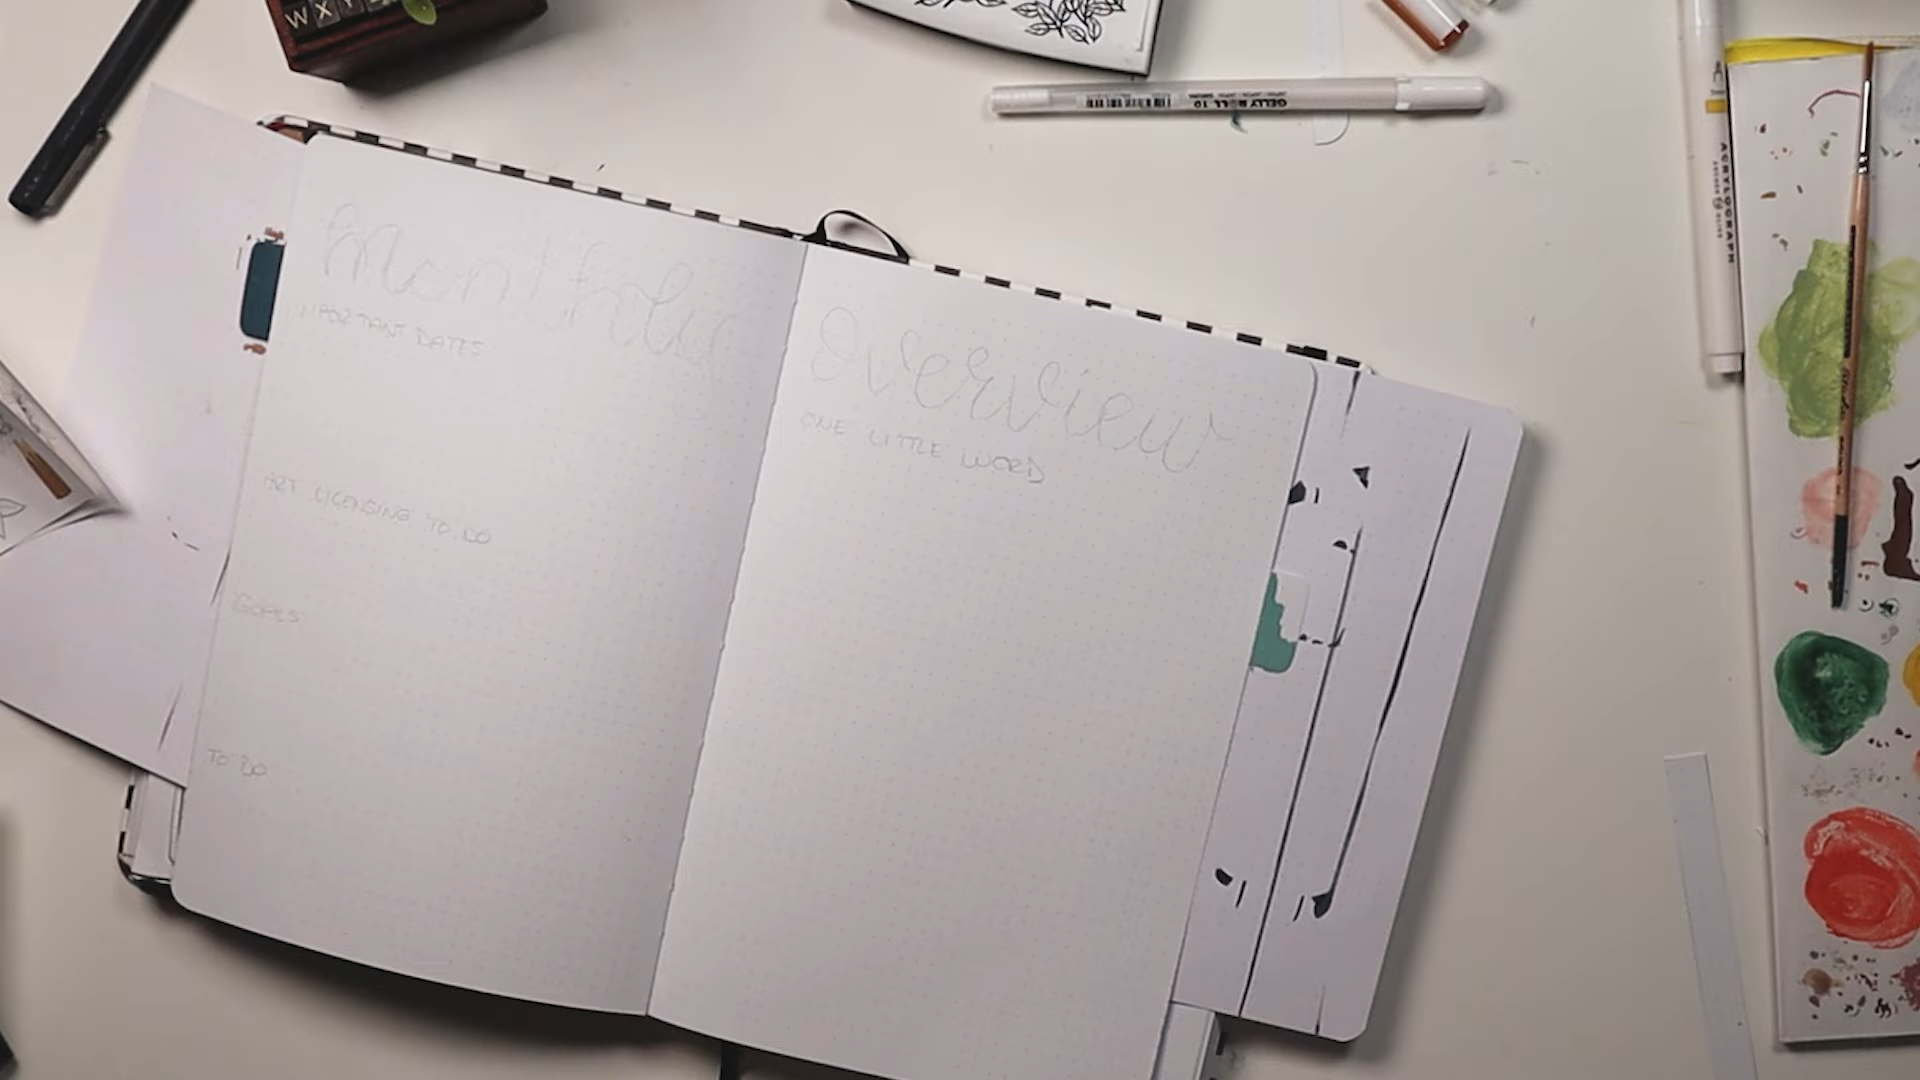 W X Y
GELLY ROLL 10
ACRYLOGRAPH
Monthly
Overview
IMPORTANT DATES
ONE LITTLE WORD
ART LICENSING TO DO
GOALS
TO DO